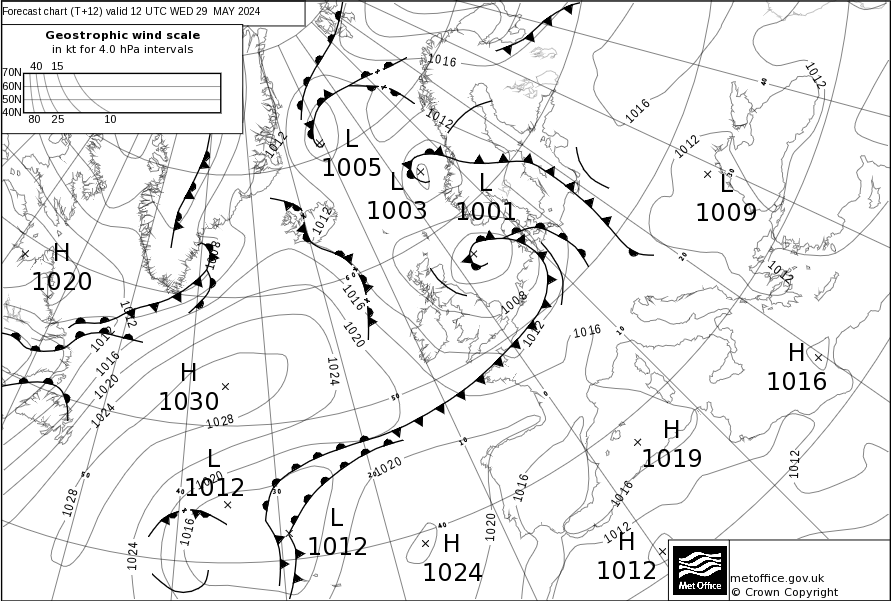 Forecast chart (T+12) valid 12 UTC WED 29 MAY 2024
Geostrophic wind scale
in kt for 4.0 hPa intervals
40 15
70N
60N
50N
40N
80 25 10
1016
1012
40
1016
1012
1012
1012
L
1005
L
1003
L
1001
30
L
1009
1012
H
1020
1008
20
1012
60
1016
1008
1012
1012
1012
1016
10
1020
H
1016
1016
1020
1024
H
1030
1024
50
0
1028
H
1019
10
L
1012
1020
20
1020
1012
50
40
30
1016
1016
1028
1016
L
1012
40
1020
1012
H
1024
H
1012
1024
Met Office
metoffice.gov.uk
© Crown Copyright